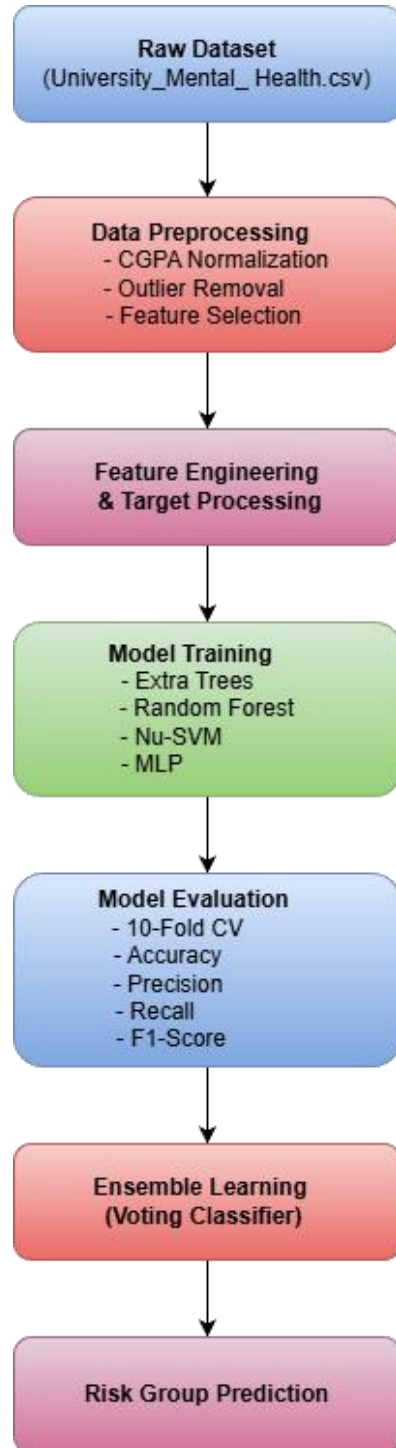 Raw Dataset
(University_Mental_ Health.csv)
Data Preprocessing
- CGPA Normalization
- Outlier Removal
- Feature Selection
Feature Engineering
& Target Processing
Model Training
- Extra Trees
- Random Forest
- Nu-SVM
- MLP
Model Evaluation
- 10-Fold CV
- Accuracy
- Precision
- Recall
- F1-Score
Ensemble Learning
(Voting Classifier)
Risk Group Prediction